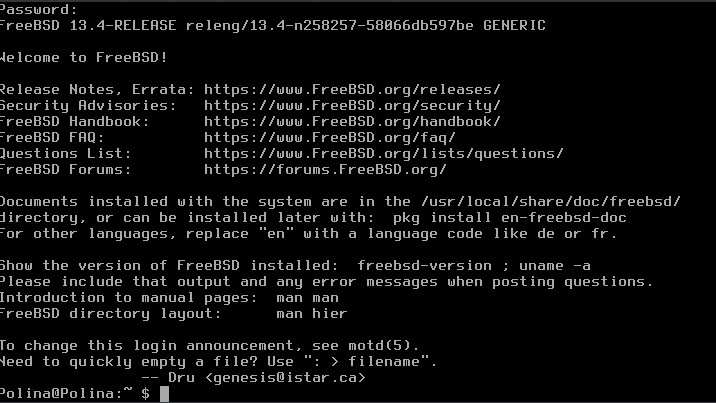 Password:
FreeBSD 13.4-RELEASE releng/13.4-n258257-58066db597be GENERIC
Welcome to FreeBSD!
Release Notes, Errata: https://www.FreeBSD.org/releases/
Security Advisories:   https://www.FreeBSD.org/security/
FreeBSD Handbook:      https://www.FreeBSD.org/handbook/
FreeBSD FAQ:           https://www.FreeBSD.org/faq/
Questions List:        https://www.FreeBSD.org/lists/questions/
FreeBSD Forums:        https://forums.FreeBSD.org/
Documents installed with the system are in the /usr/local/share/doc/freebsd/
directory, or can be installed later with:  pkg install en-freebsd-doc
For other languages, replace "en" with a language code like de or fr.
Show the version of FreeBSD installed:  freebsd-version ; uname -a
Please include that output and any error messages when posting questions.
Introduction to manual pages:  man man
FreeBSD directory layout:      man hier
To change this login announcement, see motd(5).
Need to quickly empty a file? Use ": > filename".
-- Dru <genesis@istar.ca>
Polina@Polina:~ $